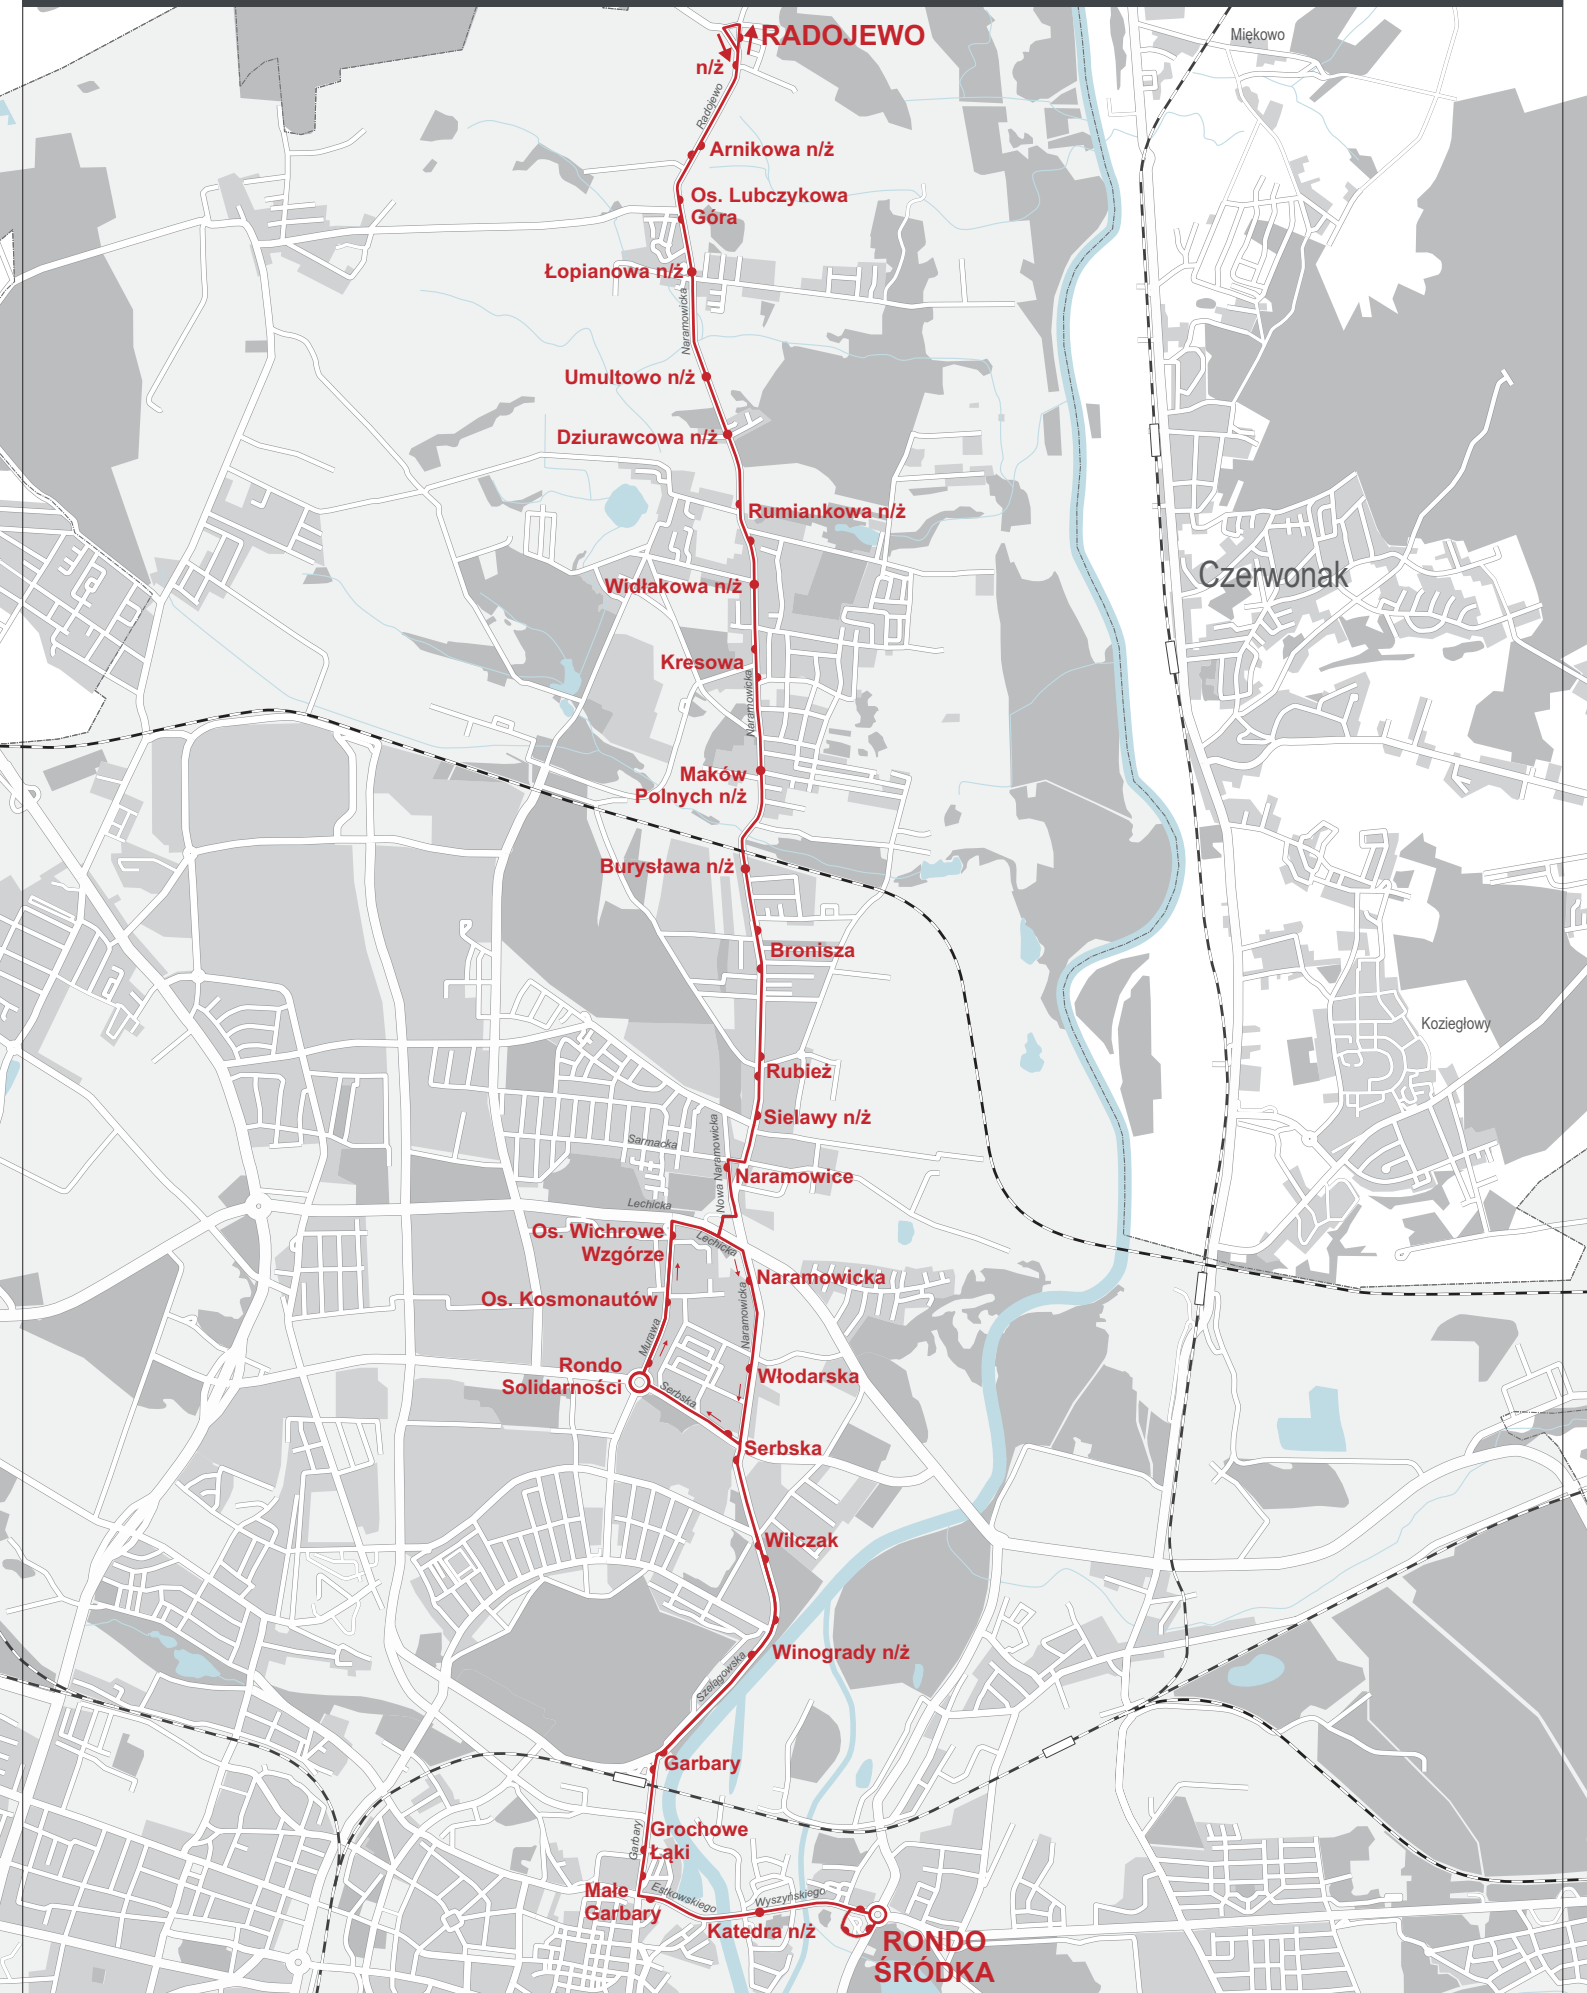 RADOJEWO
Miękowo
n/ż
Radojewo
Arnikowa n/ż
Os. Lubczykowa
Góra
Łopianowa n/ż
Naramowicka
Umultowo n/ż
Dziurawcowa n/ż
Rumiankowa n/ż
Czerwonak
Widłakowa n/ż
Kresowa
Naramowicka
Maków
Polnych n/ż
Burysława n/ż
Bronisza
Koziegłowy
Rubież
Sielawy n/ż
Sarmacka
Nowa Naramowicka
Naramowice
Lechicka
Os. Wichrowe
Wzgórze
Lechicka
Naramowicka
Os. Kosmonautów
Naramowicka
Murawa
Rondo
Solidarności
Włodarska
Serbska
Serbska
Wilczak
Winogrady n/ż
Szelągowska
Garbary
Garbary
Grochowe
Łąki
Małe
Garbary
Estkowskiego
Wyszyńskiego
Katedra n/ż
RONDO
ŚRÓDKA